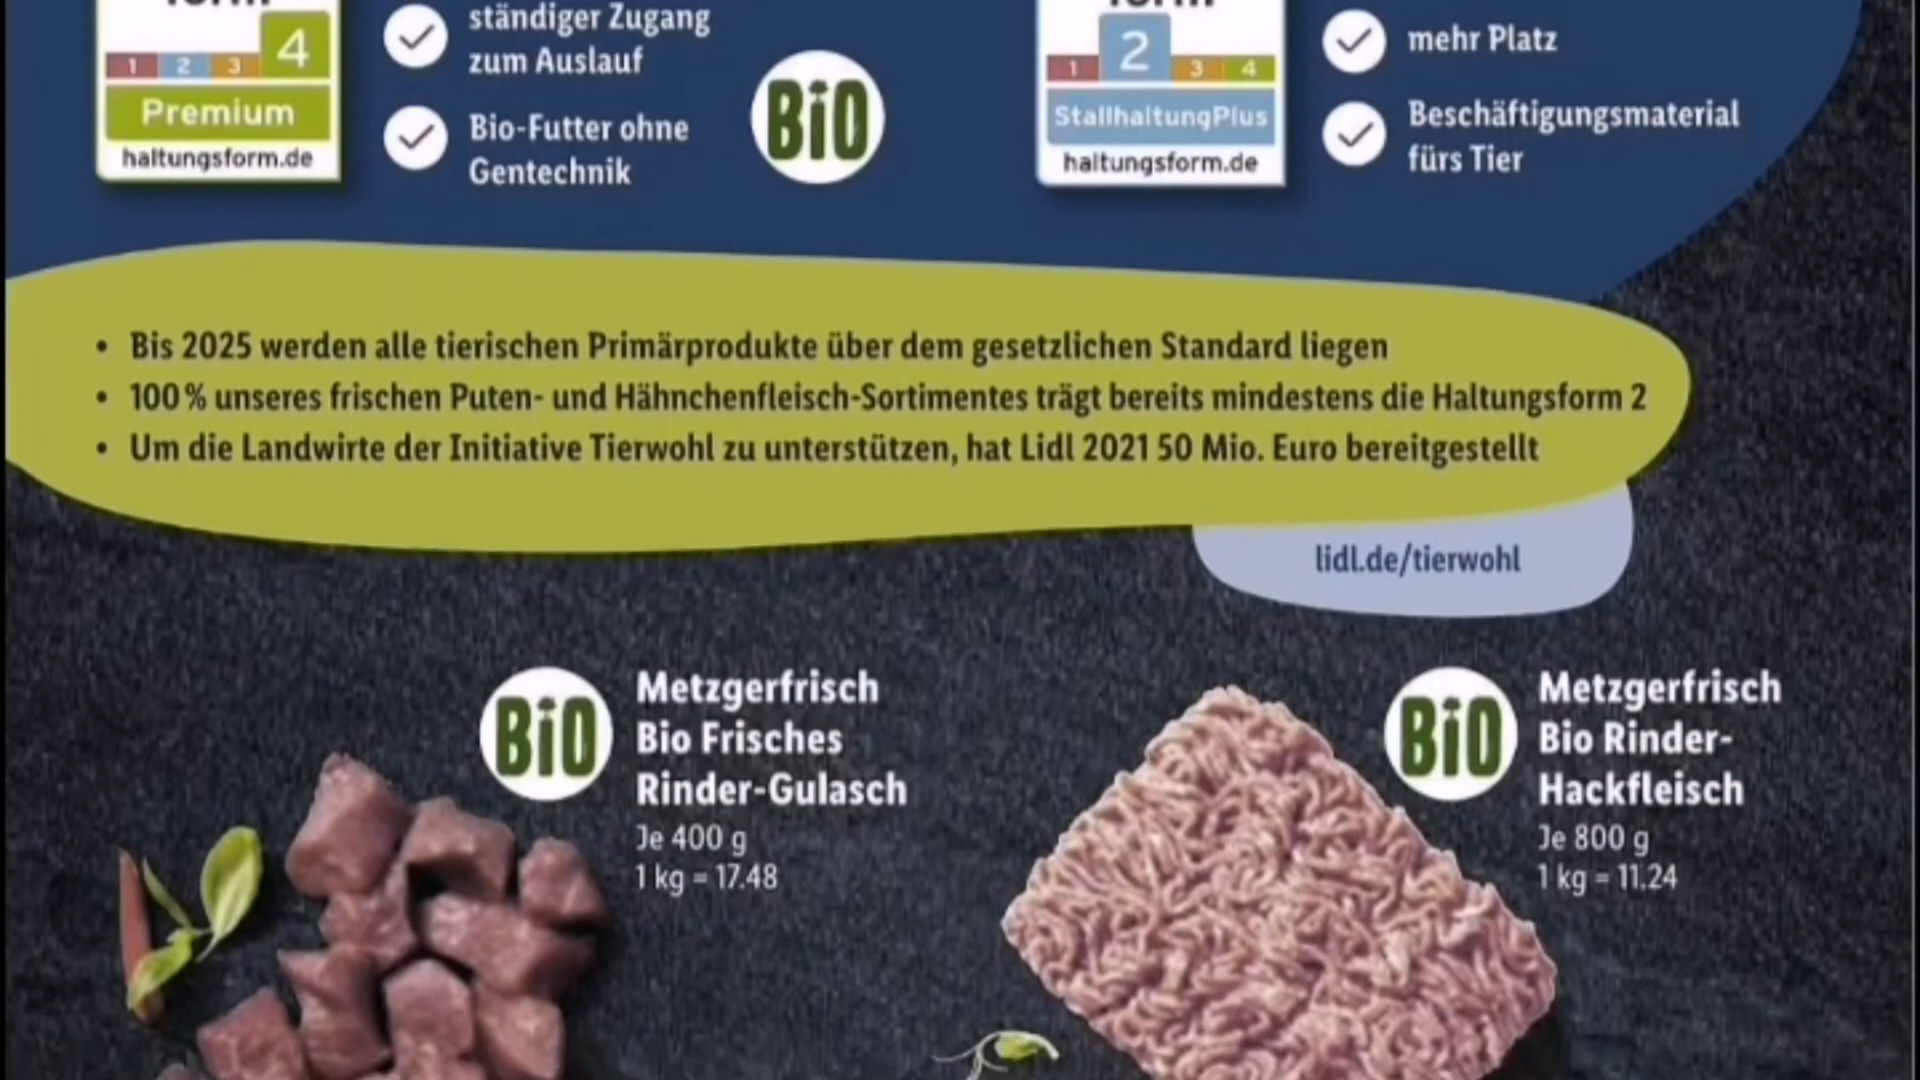 4
1 2 3
Premium
haltungsform.de
ständiger Zugang
zum Auslauf
Bio-Futter ohne
Gentechnik
BiO
2
1 3 4
StallhaltungPlus
haltungsform.de
mehr Platz
Beschäftigungsmaterial
fürs Tier
• Bis 2025 werden alle tierischen Primärprodukte über dem gesetzlichen Standard liegen
• 100 % unseres frischen Puten- und Hähnchenfleisch-Sortimentes trägt bereits mindestens die Haltungsform 2
• Um die Landwirte der Initiative Tierwohl zu unterstützen, hat Lidl 2021 50 Mio. Euro bereitgestellt
lidl.de/tierwohl
BiO
Metzgerfrisch
Bio Frisches
Rinder-Gulasch
Je 400 g
1 kg = 17.48
BiO
Metzgerfrisch
Bio Rinder-
Hackfleisch
Je 800 g
1 kg = 11.24